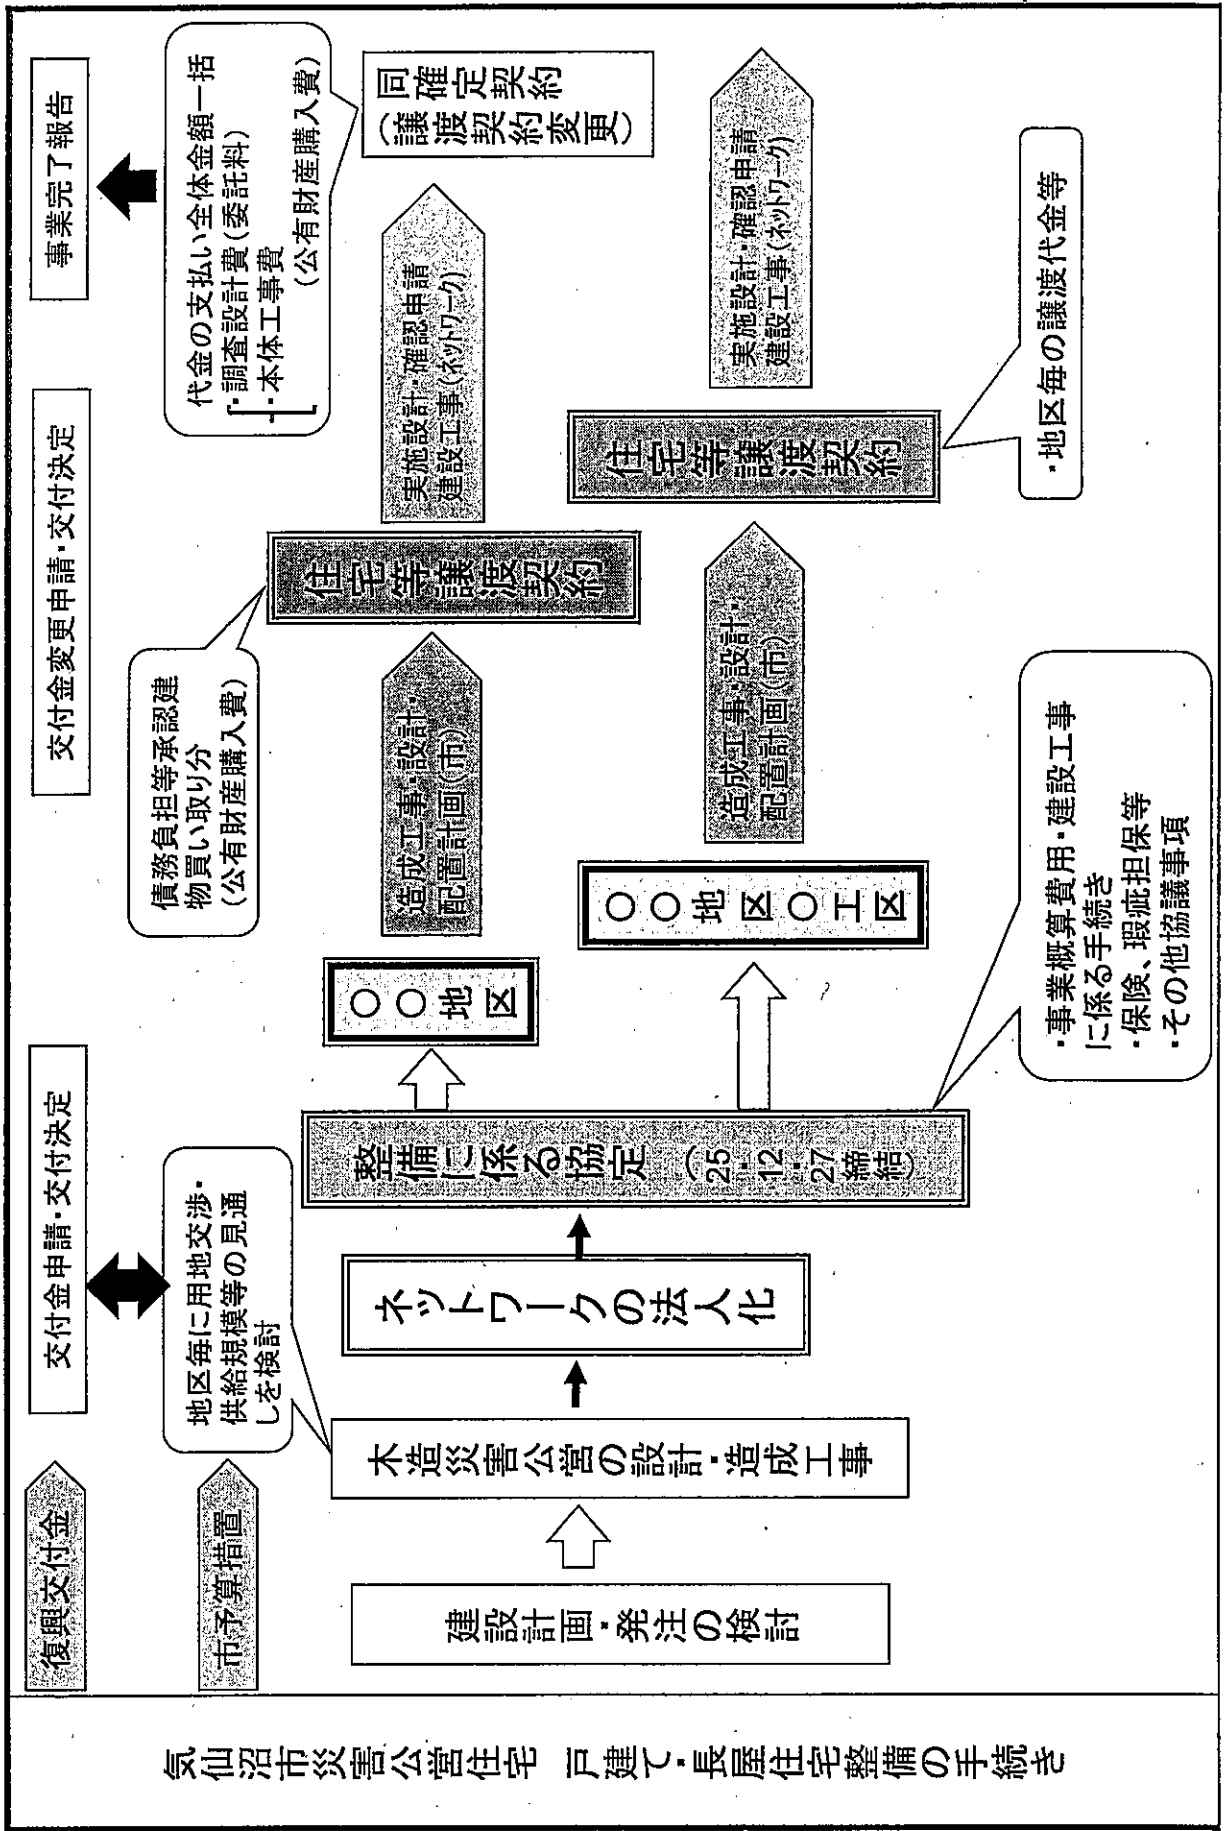 気仙沼市災害公営住宅 戸建て・長屋住宅整備の手続き
復興交付金
交付金申請・交付決定
交付金変更申請・交付決定
事業完了報告
市予算措置
地区毎に用地交渉・
供給規模等の見通
しを検討
債務負担等承認建
物買い取り分
(公有財産購入費)
代金の支払い全体金額一括
・調査設計費(委託料)
・本体工事費
(公有財産購入費)
建設計画・発注の検討
木造災害公営の設計・造成工事
ネットワークの法人化
整備に係る協定 (25・12・27締結)
〇〇地区
造成工事・設計・
配置計画(市)
住宅等譲渡契約
実施設計・確認申請
建設工事(ネットワーク)
同確定契約
(譲渡契約変更)
〇〇地区〇工区
造成工事・設計・
配置計画(市)
住宅等譲渡契約
実施設計・確認申請
建設工事(ネットワーク)
・事業概算費用・建設工事
に係る手続き
・保険、瑕疵担保等
・その他協議事項
・地区毎の譲渡代金等